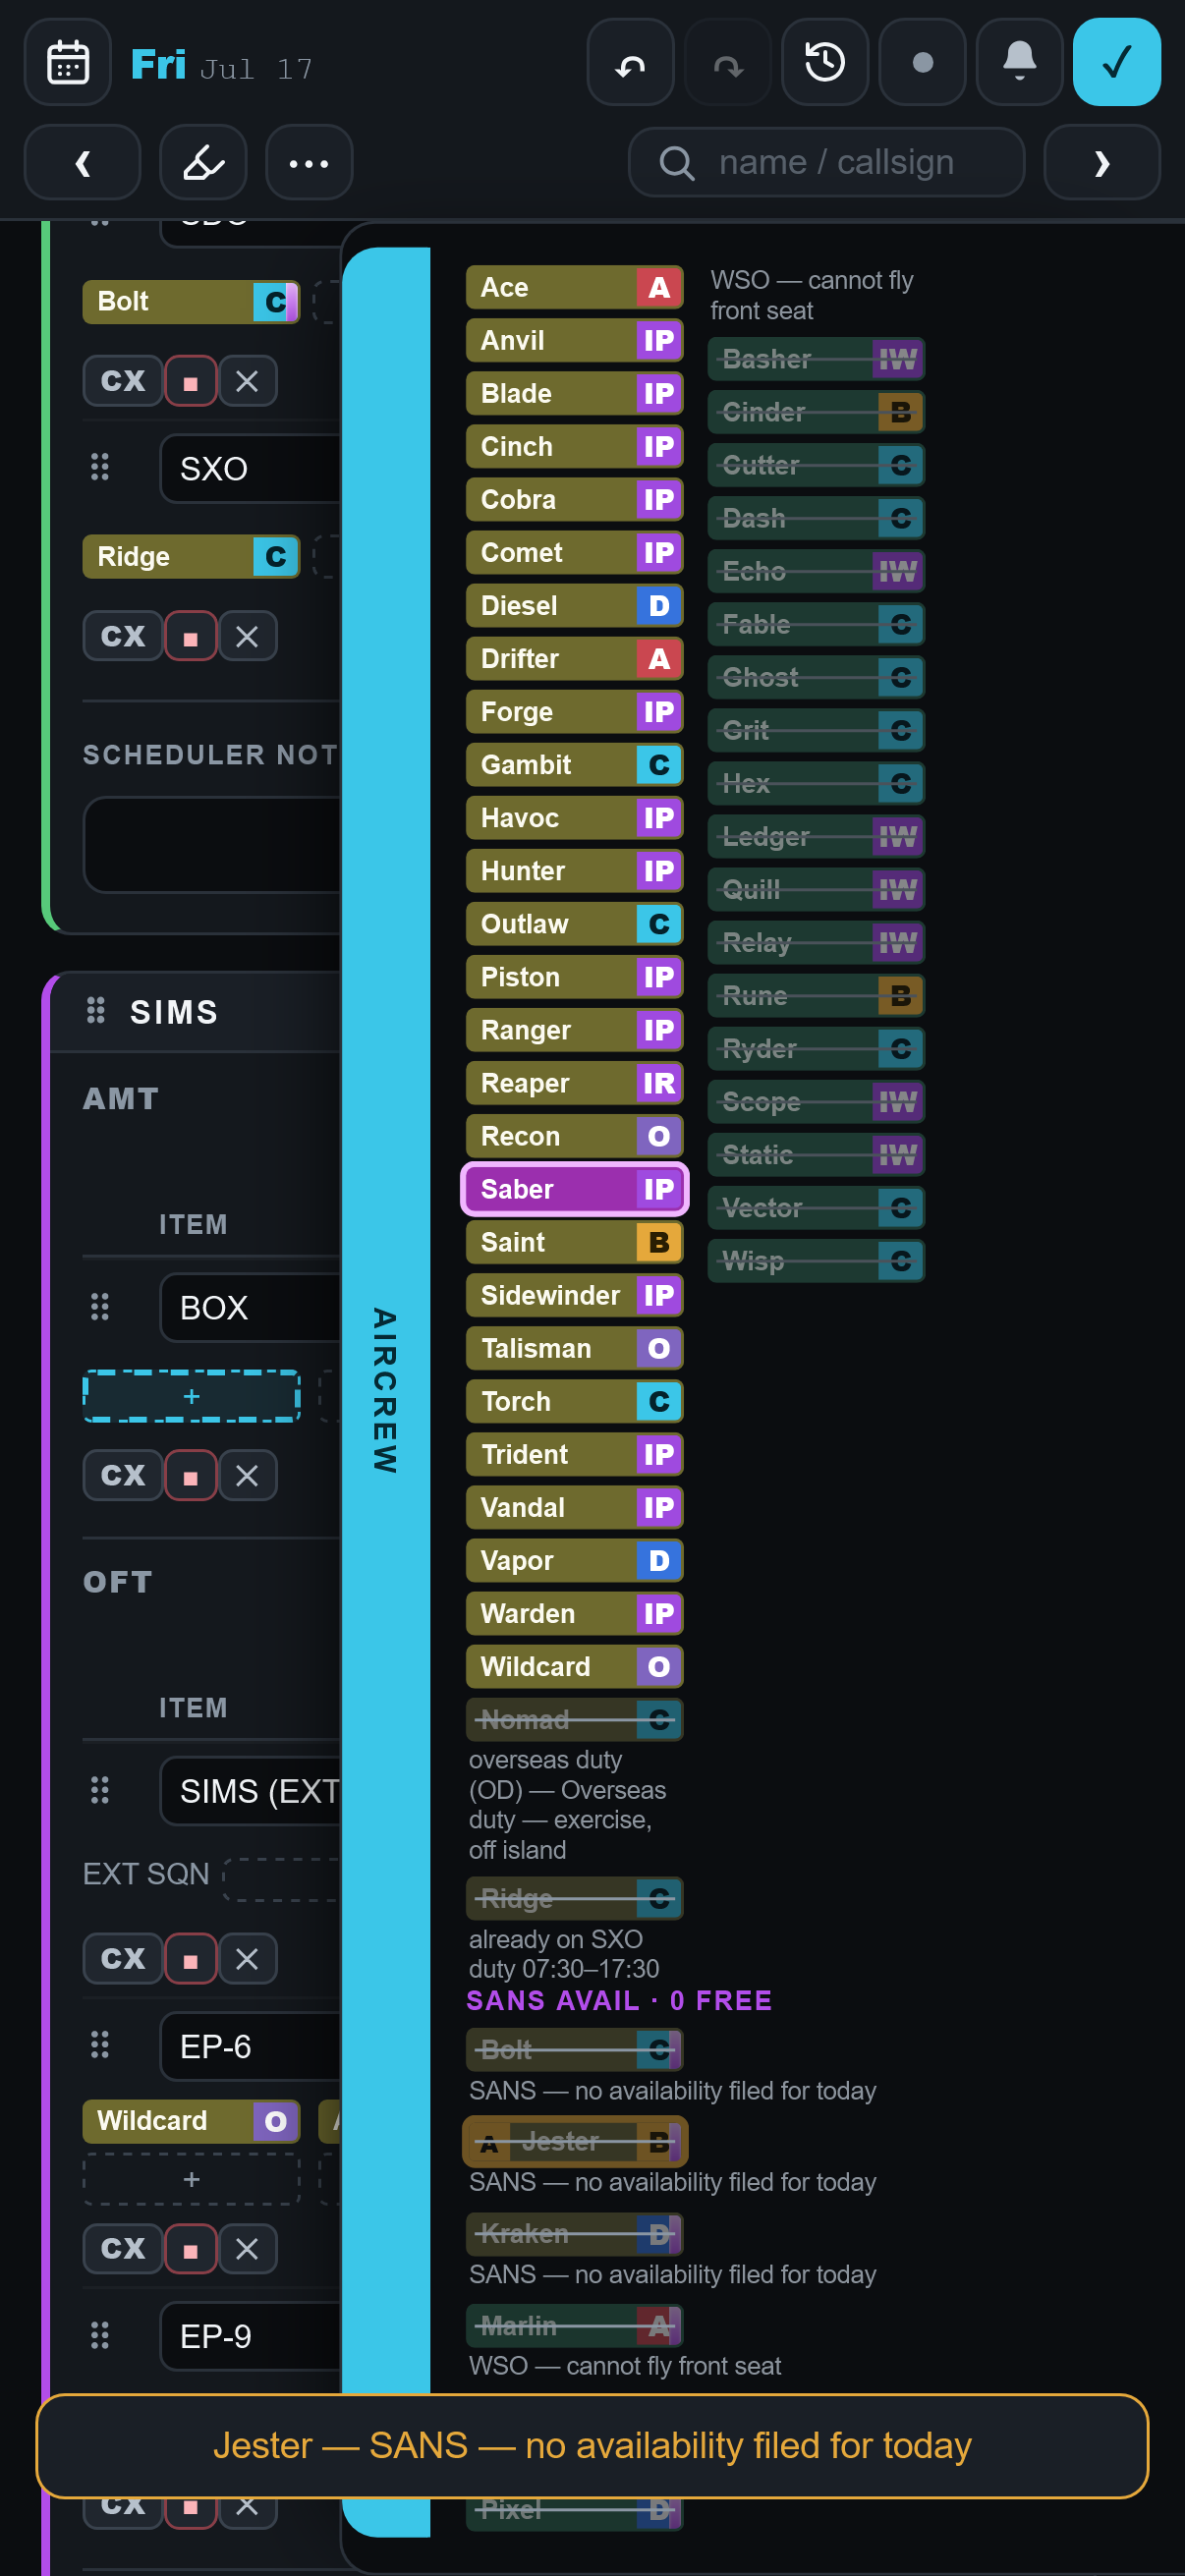 Fri Jul 17
name / callsign
Bolt C
CX
SXO
Ridge C
CX
SCHEDULER NOT
SIMS
AMT
ITEM
BOX
+
CX
OFT
ITEM
SIMS (EXT
EXT SQN
CX
EP-6
Wildcard O
+
CX
EP-9
CX
AIRCREW
Ace A
Anvil IP
Blade IP
Cinch IP
Cobra IP
Comet IP
Diesel D
Drifter A
Forge IP
Gambit C
Havoc IP
Hunter IP
Outlaw C
Piston IP
Ranger IP
Reaper IR
Recon O
Saber IP
Saint B
Sidewinder IP
Talisman O
Torch C
Trident IP
Vandal IP
Vapor D
Warden IP
Wildcard O
Nomad C
overseas duty
(OD) — Overseas
duty — exercise,
off island
Ridge C
already on SXO
duty 07:30–17:30
WSO — cannot fly
front seat
Basher IW
Cinder B
Cutter C
Dash C
Echo IW
Fable C
Ghost C
Grit C
Hex C
Ledger IW
Quill IW
Relay IW
Rune B
Ryder C
Scope IW
Static IW
Vector C
Wisp C
SANS AVAIL · 0 FREE
Bolt C
SANS — no availability filed for today
A Jester B
SANS — no availability filed for today
Kraken D
SANS — no availability filed for today
Marlin A
WSO — cannot fly front seat
Jester — SANS — no availability filed for today
Pixel D